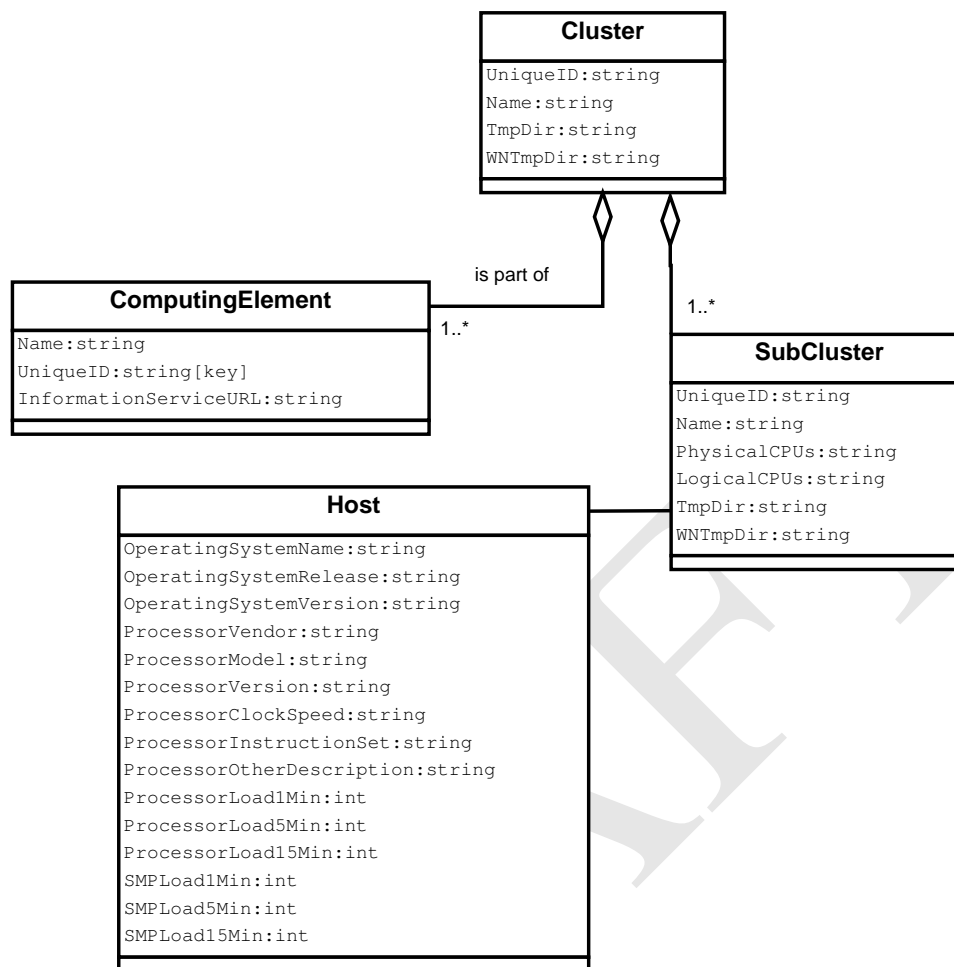 Cluster
UniqueID:string
Name:string
TmpDir:string
WNTmpDir:string
is part of
ComputingElement
1..*
1..*
Name:string
UniqueID:string[key]
InformationServiceURL:string
SubCluster
UniqueID:string
Name:string
PhysicalCPUs:string
LogicalCPUs:string
TmpDir:string
WNTmpDir:string
Host
OperatingSystemName:string
OperatingSystemRelease:string
OperatingSystemVersion:string
ProcessorVendor:string
ProcessorModel:string
ProcessorVersion:string
ProcessorClockSpeed:string
ProcessorInstructionSet:string
ProcessorOtherDescription:string
ProcessorLoad1Min:int
ProcessorLoad5Min:int
ProcessorLoad15Min:int
SMPLoad1Min:int
SMPLoad5Min:int
SMPLoad15Min:int